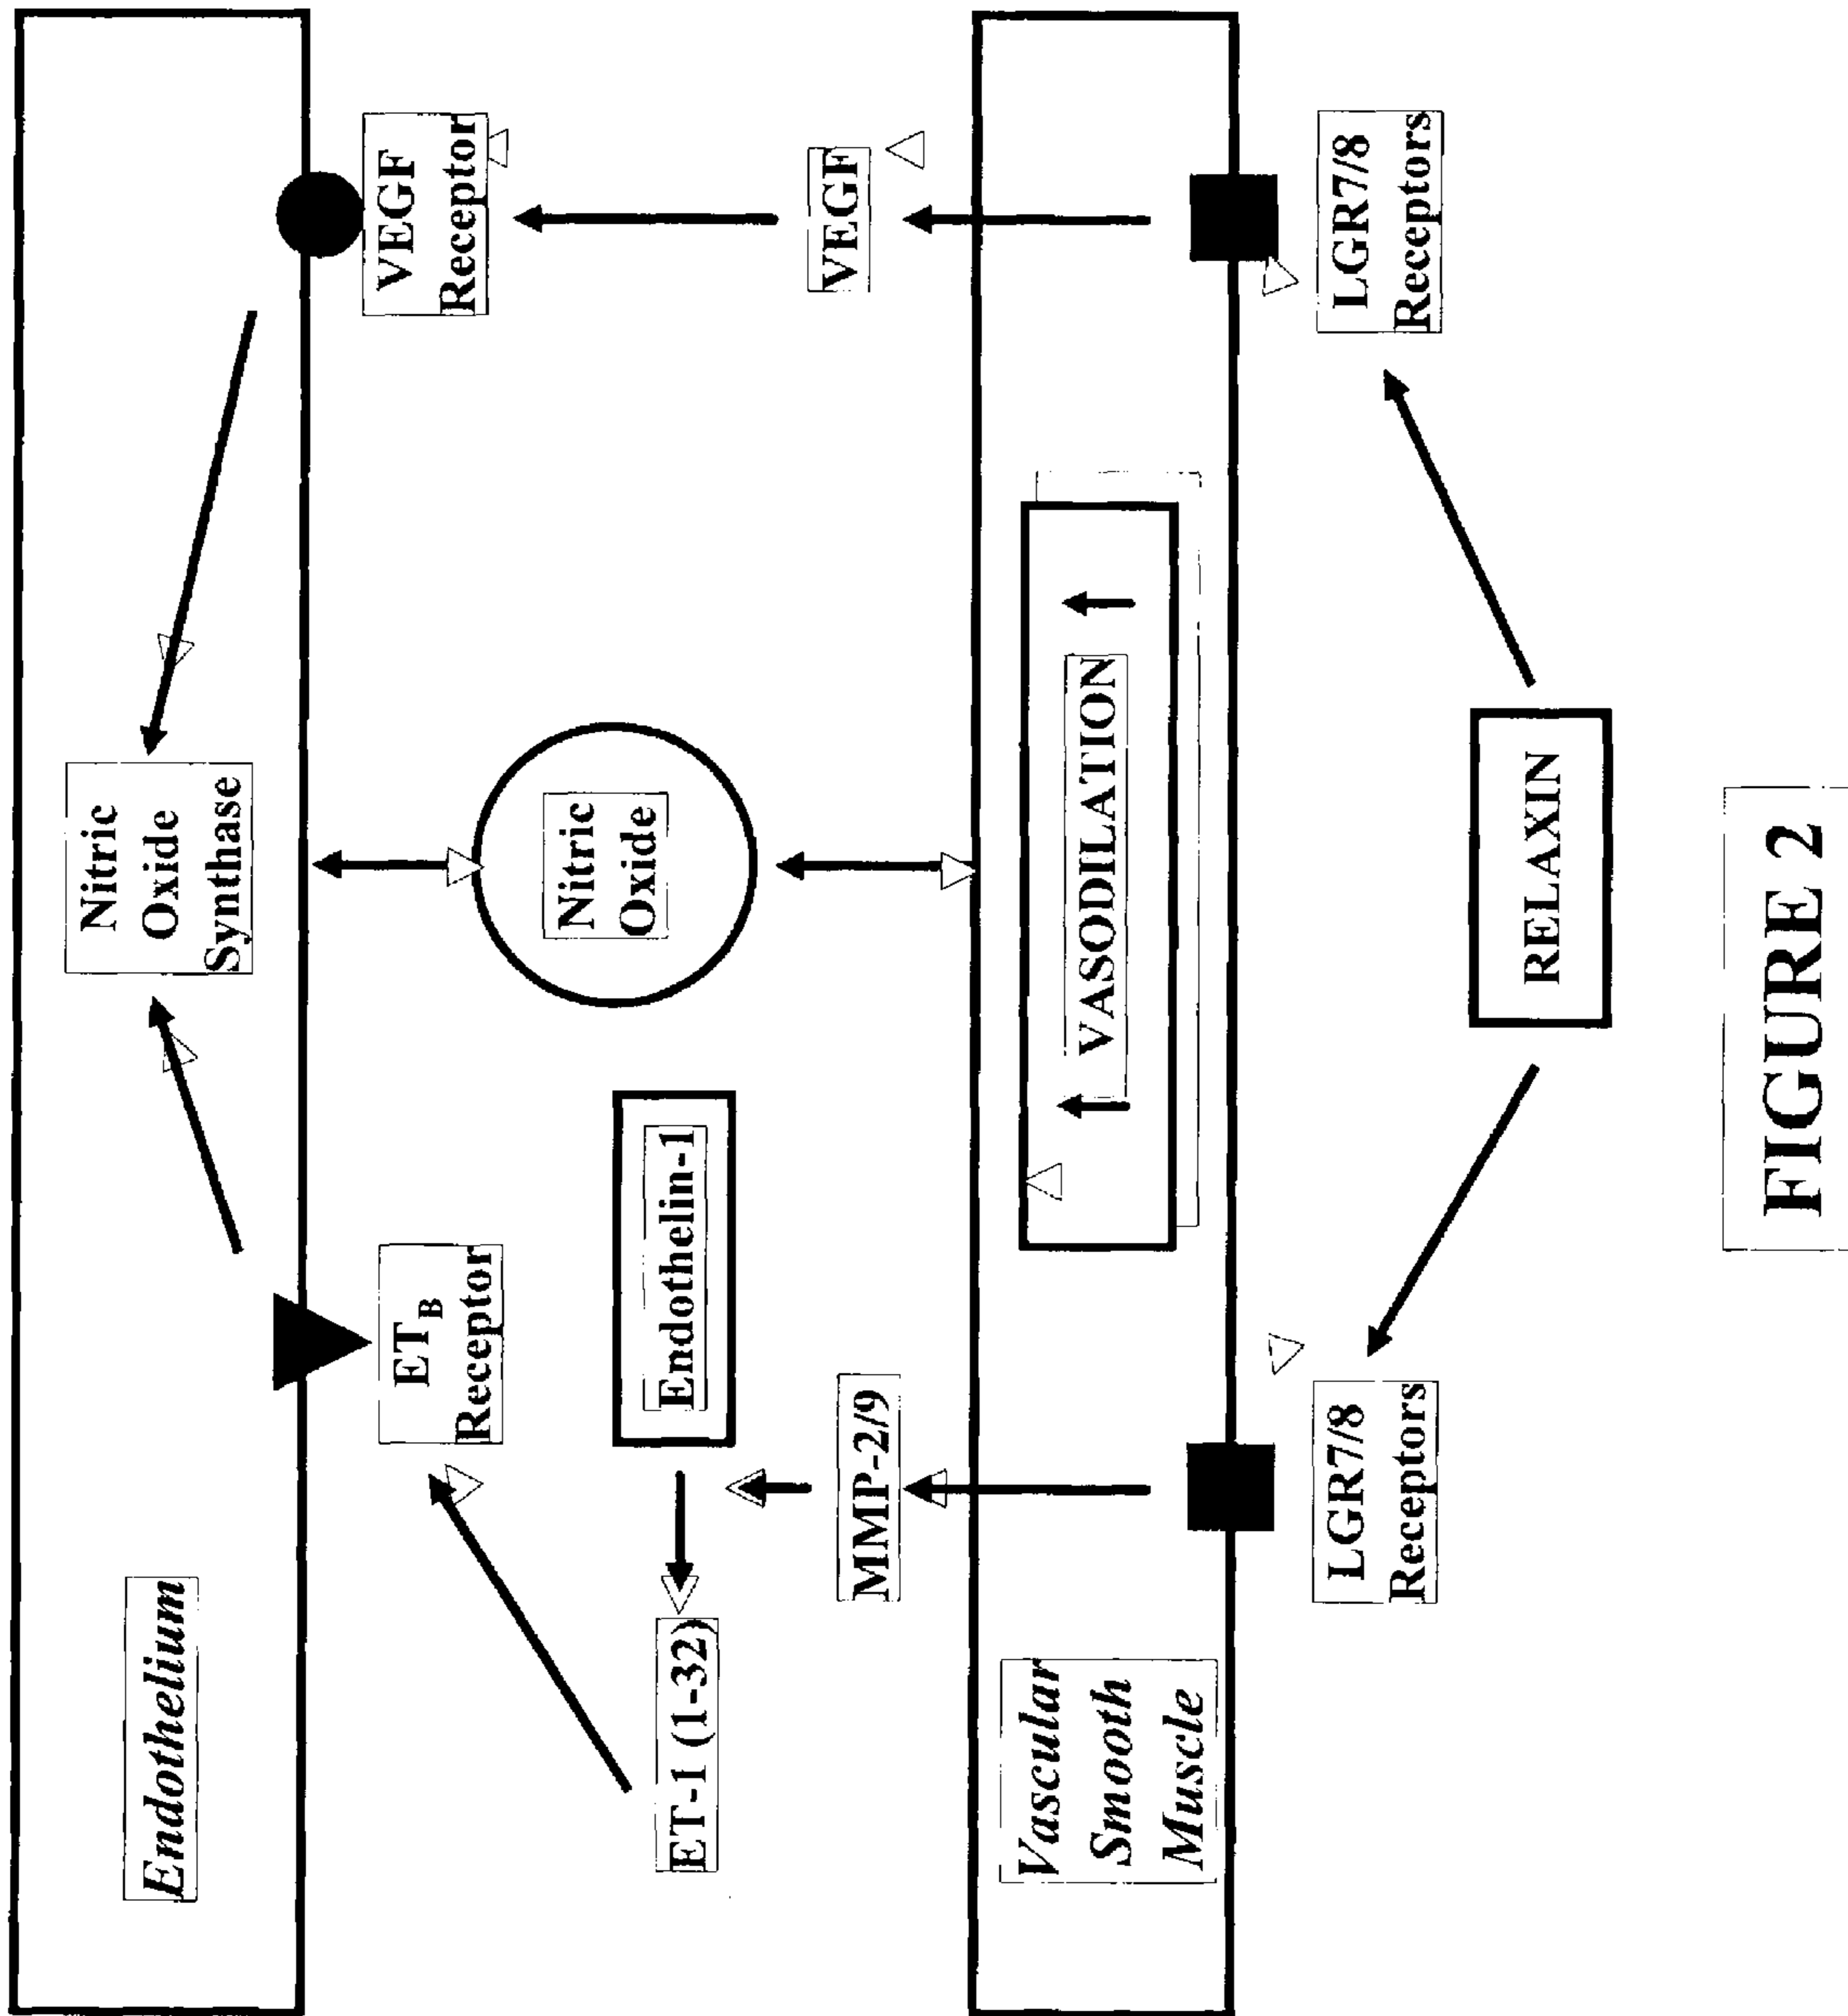 Endothelium
Nitric
Oxide
Synthase
ET_B
Receptor
VEGF
Receptor
Nitric
Oxide
Endothelin-1
ET-1 (1-32)
MMP-2/9
VEGF
Vascular
Smooth
Muscle
VASODILATION
LGR7/8
Receptors
LGR7/8
Receptors
RELAXIN
FIGURE 2